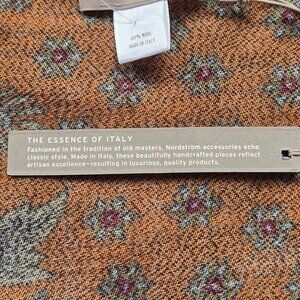 100% WOOL
MADE IN ITALY
THE ESSENCE OF ITALY
Fashioned in the tradition of old masters, Nordstrom accessories echo
classic style. Made in Italy, these beautifully handcrafted pieces reflect
artisan excellence—resulting in luxurious, quality products.